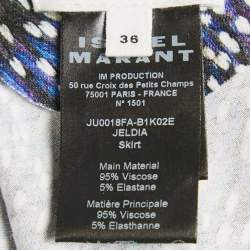 36
ISABEL
MARANT
IM PRODUCTION
50 rue Croix des Petits Champs
75001 PARIS - FRANCE
N° 1501
JU0018FA-B1K02E
JELDIA
Skirt
Main Material
95% Viscose
5% Elastane
Matière Principale
95% Viscose
5% Elasthanne